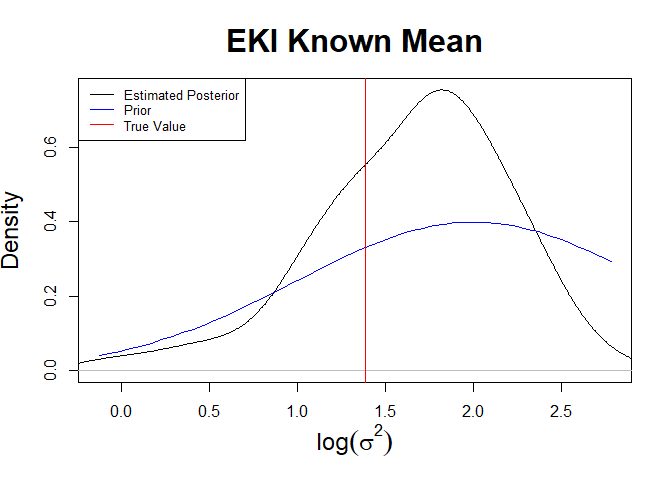 EKI Known Mean
Estimated Posterior
Prior
True Value
Density
0.0
0.2
0.4
0.6
0.0 0.5 1.0 1.5 2.0 2.5
log(σ²)